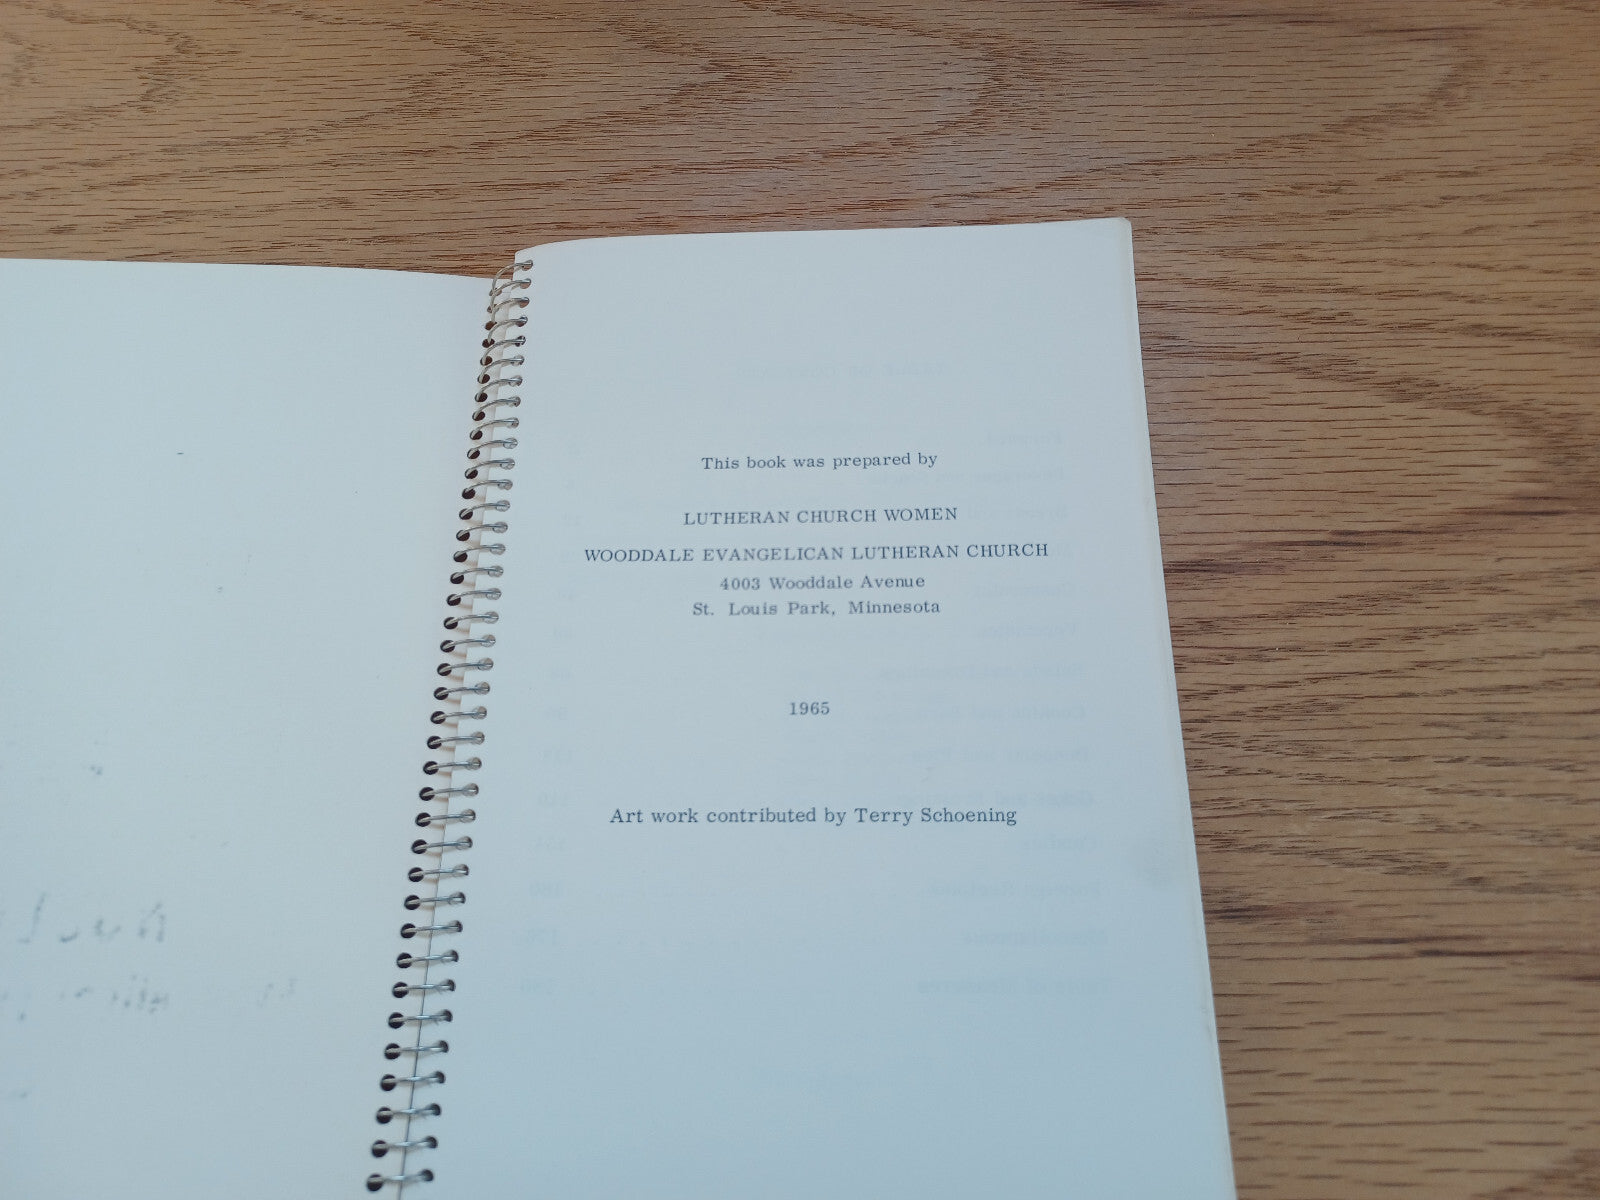 This book was prepared by
LUTHERAN CHURCH WOMEN
WOODDALE EVANGELICAN LUTHERAN CHURCH
4003 Wooddale Avenue
St. Louis Park, Minnesota
1965
Art work contributed by Terry Schoening